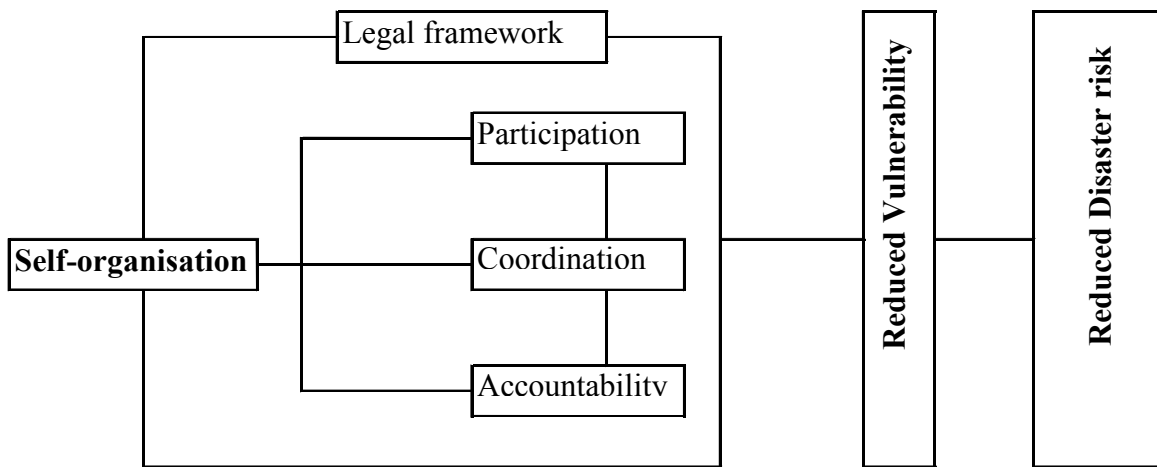 Legal framework
Participation
Self-organisation
Coordination
Accountability
Reduced Vulnerability
Reduced Disaster risk